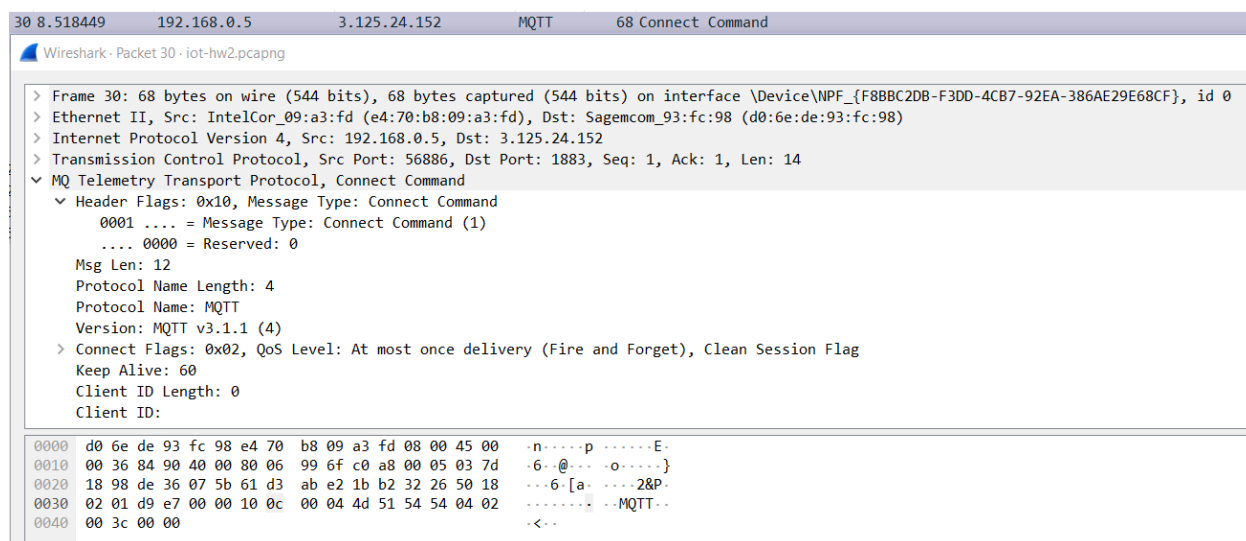 30 8.518449 192.168.0.5 3.125.24.152 MQTT 68 Connect Command
Wireshark · Packet 30 · iot-hw2.pcapng
> Frame 30: 68 bytes on wire (544 bits), 68 bytes captured (544 bits) on interface \Device\NPF_{F8BBC2DB-F3DD-4CB7-92EA-386AE29E68CF}, id 0
> Ethernet II, Src: IntelCor_09:a3:fd (e4:70:b8:09:a3:fd), Dst: Sagemcom_93:fc:98 (d0:6e:de:93:fc:98)
> Internet Protocol Version 4, Src: 192.168.0.5, Dst: 3.125.24.152
> Transmission Control Protocol, Src Port: 56886, Dst Port: 1883, Seq: 1, Ack: 1, Len: 14
MQ Telemetry Transport Protocol, Connect Command
Header Flags: 0x10, Message Type: Connect Command
0001 .... = Message Type: Connect Command (1)
.... 0000 = Reserved: 0
Msg Len: 12
Protocol Name Length: 4
Protocol Name: MQTT
Version: MQTT v3.1.1 (4)
> Connect Flags: 0x02, QoS Level: At most once delivery (Fire and Forget), Clean Session Flag
Keep Alive: 60
Client ID Length: 0
Client ID:
0000 d0 6e de 93 fc 98 e4 70 b8 09 a3 fd 08 00 45 00 ·n·····p ······E·
0010 00 36 84 90 40 00 80 06 99 6f c0 a8 00 05 03 7d ·6··@··· ·o·····}
0020 18 98 de 36 07 5b 61 d3 ab e2 1b b2 32 26 50 18 ···6·[a· ····2&P·
0030 02 01 d9 e7 00 00 10 0c 00 04 4d 51 54 54 04 02 ········ ··MQTT··
0040 00 3c 00 00 ·<··